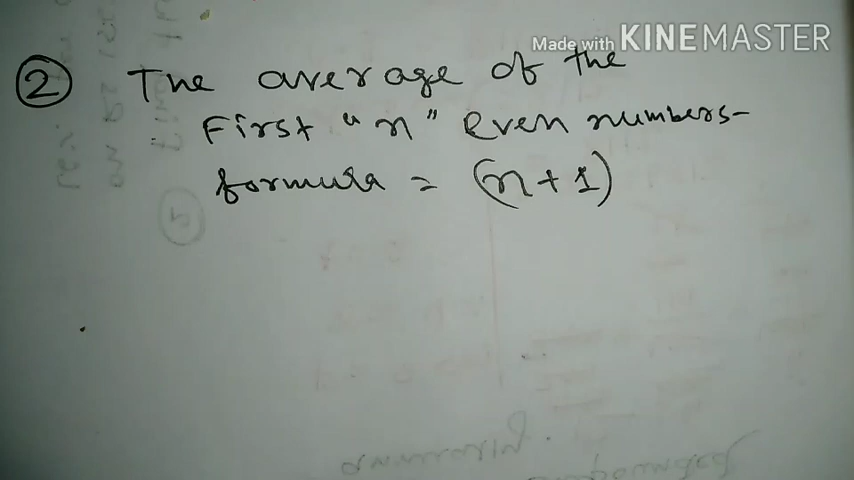 Made with KINEMASTER
② The average of the
First "n" even numbers-
formula = (n+1)